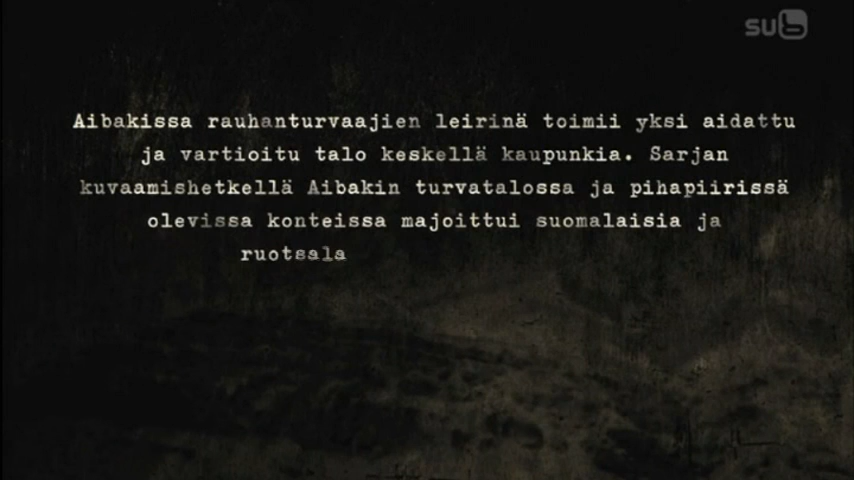 sub
Aibakissa rauhanturvaajien leirinä toimii yksi aidattu
ja vartioitu talo keskellä kaupunkia. Sarjan
kuvaamishetkellä Aibakin turvatalossa ja pihapiirissä
olevissa konteissa majoittui suomalaisia ja
ruotsala